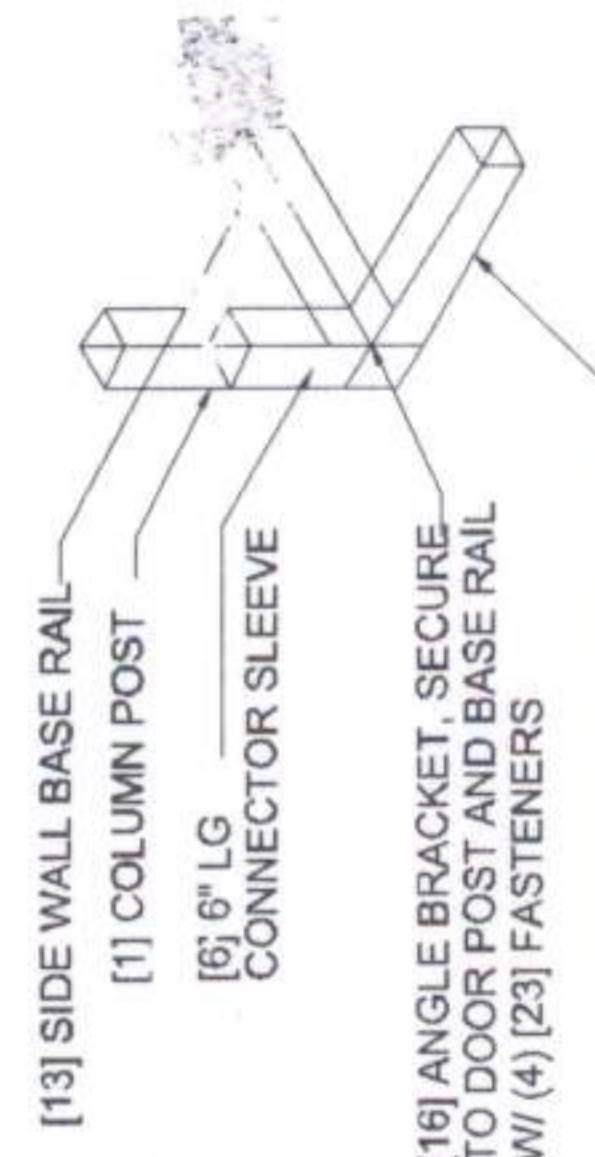 [13] SIDE WALL BASE RAIL
[1] COLUMN POST
[6] 6" LG
CONNECTOR SLEEVE
[16] ANGLE BRACKET, SECURE
TO DOOR POST AND BASE RAIL
W/ (4) [23] FASTENERS